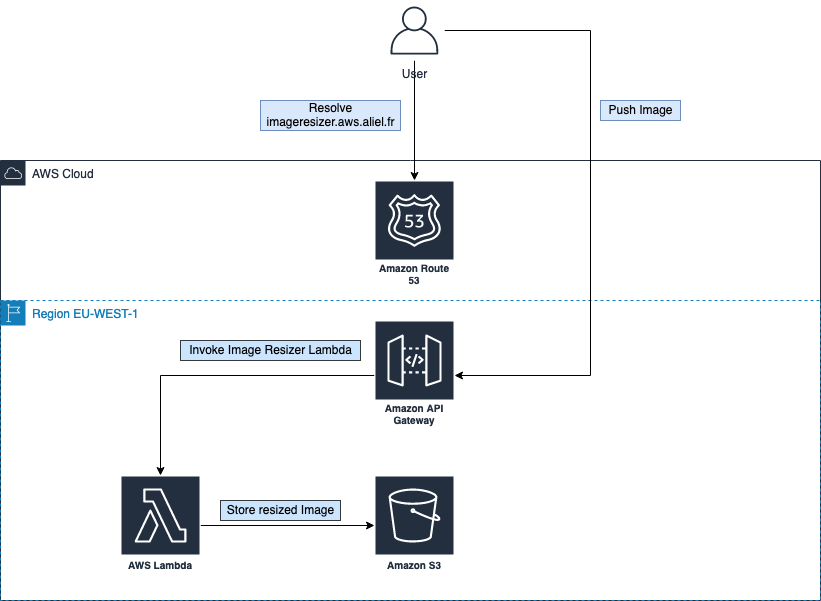 User
Resolve
imageresizer.aws.aliel.fr
Push Image
AWS Cloud
53
Amazon Route
53
Region EU-WEST-1
Invoke Image Resizer Lambda
</>
Amazon API
Gateway
Store resized Image
AWS Lambda
Amazon S3